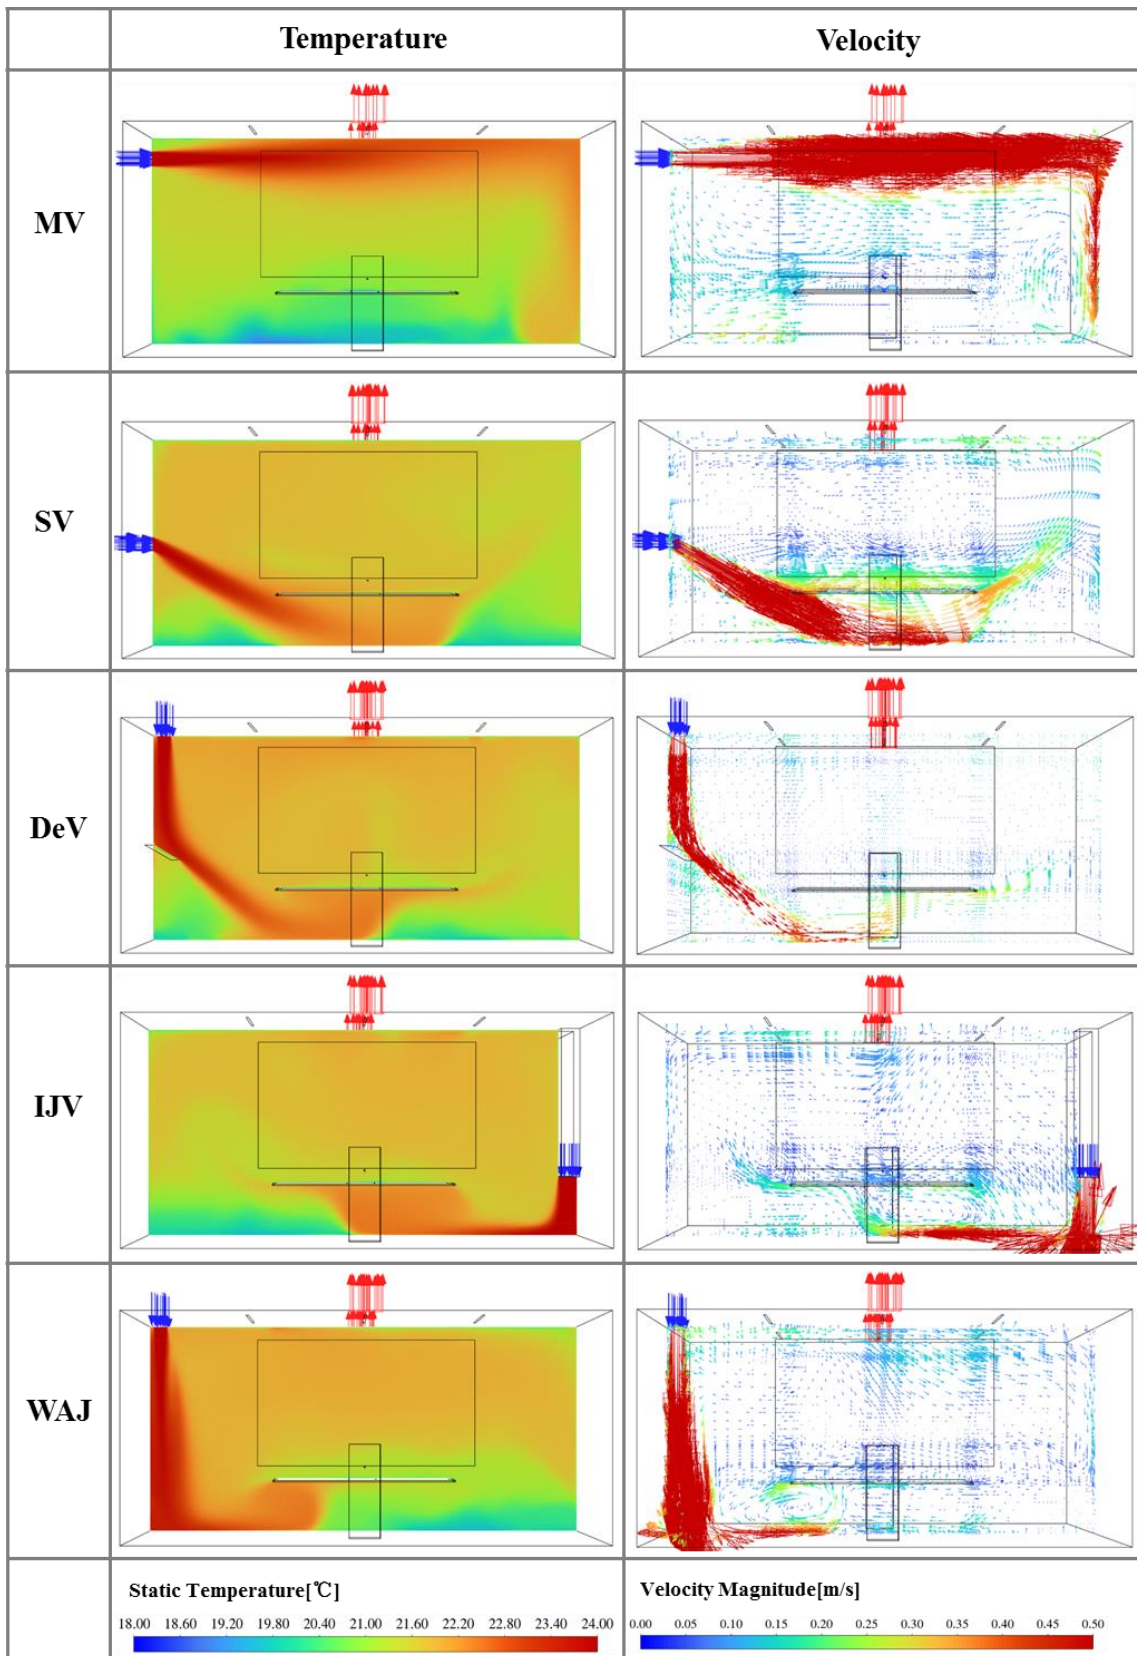 Temperature
Velocity
MV
SV
DeV
IJV
WAJ
Static Temperature[℃]
18.00 18.60 19.20 19.80 20.40 21.00 21.60 22.20 22.80 23.40 24.00
Velocity Magnitude[m/s]
0.00 0.05 0.10 0.15 0.20 0.25 0.30 0.35 0.40 0.45 0.50